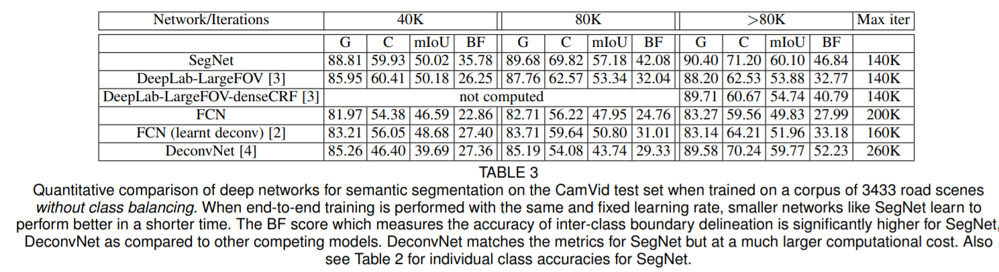 Network/Iterations 40K 80K >80K Max iter
G C mIoU BF G C mIoU BF G C mIoU BF
SegNet 88.81 59.93 50.02 35.78 89.68 69.82 57.18 42.08 90.40 71.20 60.10 46.84 140K
DeepLab-LargeFOV [3] 85.95 60.41 50.18 26.25 87.76 62.57 53.34 32.04 88.20 62.53 53.88 32.77 140K
DeepLab-LargeFOV-denseCRF [3] not computed 89.71 60.67 54.74 40.79 140K
FCN 81.97 54.38 46.59 22.86 82.71 56.22 47.95 24.76 83.27 59.56 49.83 27.99 200K
FCN (learnt deconv) [2] 83.21 56.05 48.68 27.40 83.71 59.64 50.80 31.01 83.14 64.21 51.96 33.18 160K
DeconvNet [4] 85.26 46.40 39.69 27.36 85.19 54.08 43.74 29.33 89.58 70.24 59.77 52.23 260K
TABLE 3
Quantitative comparison of deep networks for semantic segmentation on the CamVid test set when trained on a corpus of 3433 road scenes
without class balancing. When end-to-end training is performed with the same and fixed learning rate, smaller networks like SegNet learn to
perform better in a shorter time. The BF score which measures the accuracy of inter-class boundary delineation is significantly higher for SegNet,
DeconvNet as compared to other competing models. DeconvNet matches the metrics for SegNet but at a much larger computational cost. Also
see Table 2 for individual class accuracies for SegNet.